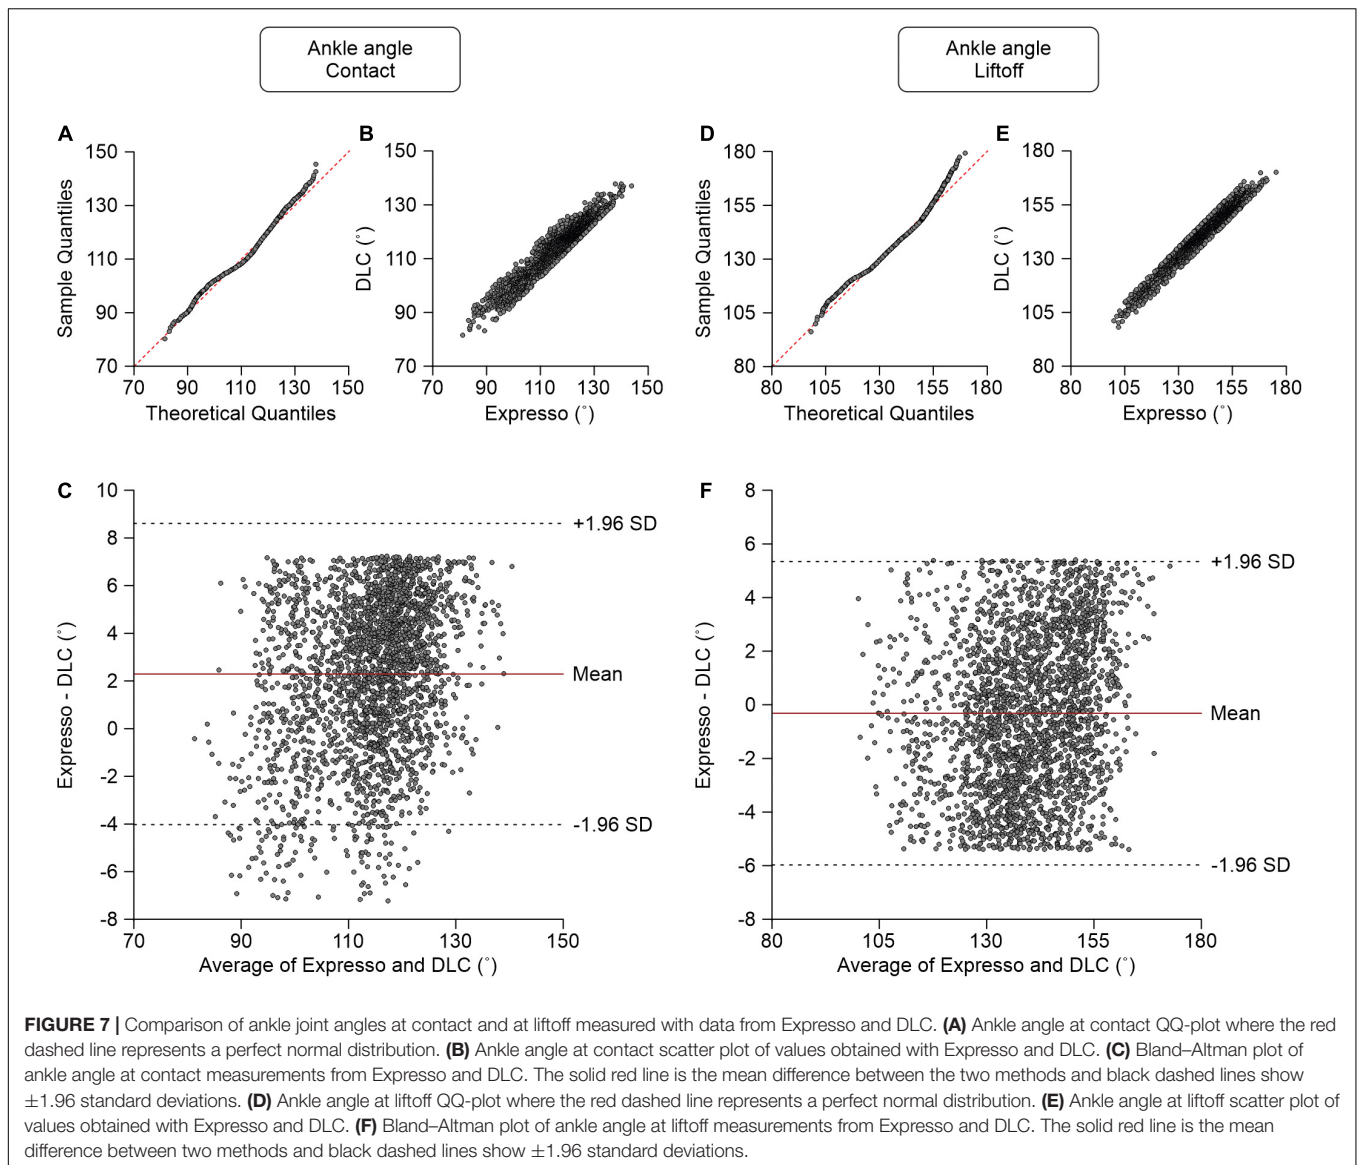 Ankle angle
Contact
Ankle angle
Liftoff
A
Sample Quantiles
150
130
110
90
70
70 90 110 130 150
Theoretical Quantiles
B
DLC (°)
150
130
110
90
70
70 90 110 130 150
Expresso (°)
D
Sample Quantiles
180
155
130
105
80
80 105 130 155 180
Theoretical Quantiles
E
DLC (°)
180
155
130
105
80
80 105 130 155 180
Expresso (°)
C
Expresso - DLC (°)
10
8
6
4
2
0
-2
-4
-6
-8
+1.96 SD
Mean
-1.96 SD
70 90 110 130 150
Average of Expresso and DLC (°)
F
Expresso - DLC (°)
8
6
4
2
0
-2
-4
-6
-8
+1.96 SD
Mean
-1.96 SD
80 105 130 155 180
Average of Expresso and DLC (°)
FIGURE 7 | Comparison of ankle joint angles at contact and at liftoff measured with data from Expresso and DLC. (A) Ankle angle at contact QQ-plot where the red
dashed line represents a perfect normal distribution. (B) Ankle angle at contact scatter plot of values obtained with Expresso and DLC. (C) Bland–Altman plot of
ankle angle at contact measurements from Expresso and DLC. The solid red line is the mean difference between the two methods and black dashed lines show
±1.96 standard deviations. (D) Ankle angle at liftoff QQ-plot where the red dashed line represents a perfect normal distribution. (E) Ankle angle at liftoff scatter plot of
values obtained with Expresso and DLC. (F) Bland–Altman plot of ankle angle at liftoff measurements from Expresso and DLC. The solid red line is the mean
difference between two methods and black dashed lines show ±1.96 standard deviations.